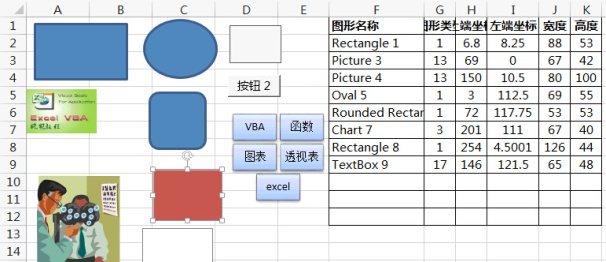 A B C D E F G H I J K
1 图形名称 形类 端坐标 左端坐标 宽度 高度
2 Rectangle 1 1 6.8 8.25 88 53
3 Picture 3 13 69 0 67 42
4 按钮 2 Picture 4 13 150 10.5 80 100
5 Visual Basic Oval 5 1 3 112.5 69 55
For Application
6 Excel VBA Rounded Rectar 1 72 117.75 53 53
VBA 函数
7 Chart 7 3 201 111 67 40
8 图表 透视表 Rectangle 8 1 254 4.5001 126 44
9 TextBox 9 17 146 121.5 65 48
10 excel
11
12
13
14